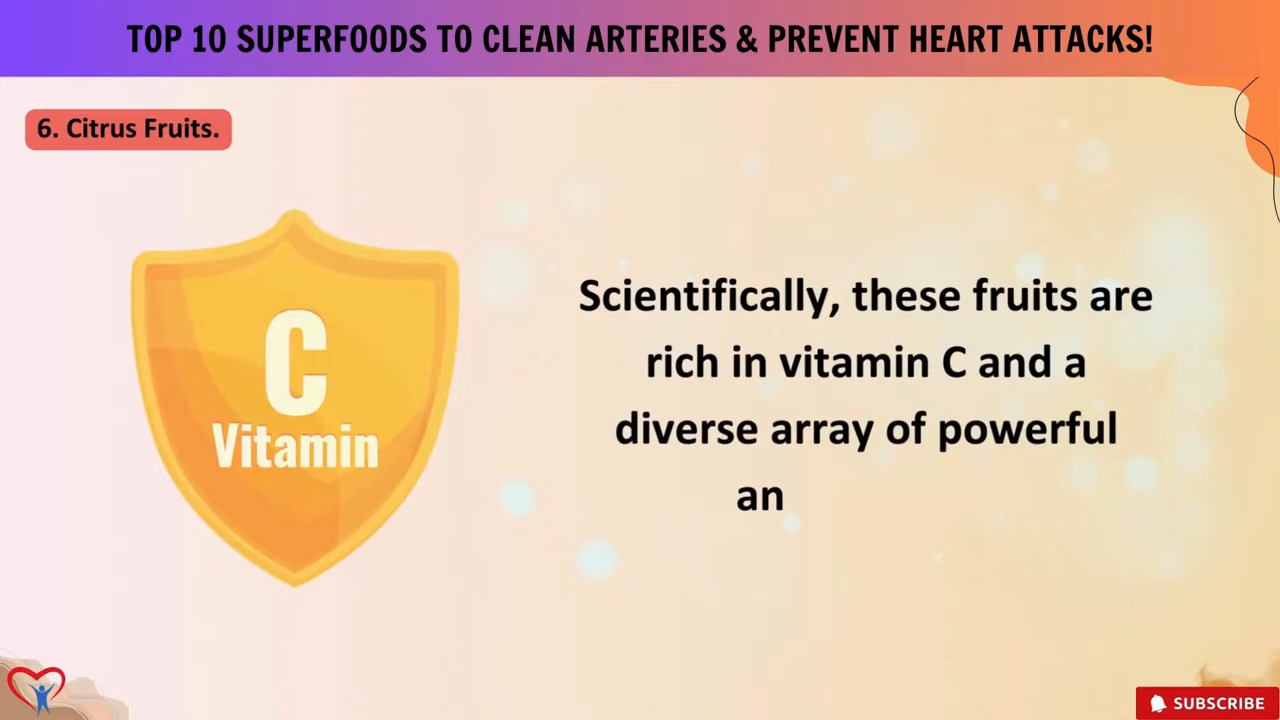 TOP 10 SUPERFOODS TO CLEAN ARTERIES & PREVENT HEART ATTACKS!
6. Citrus Fruits.
C
Vitamin
Scientifically, these fruits are
rich in vitamin C and a
diverse array of powerful
an
SUBSCRIBE